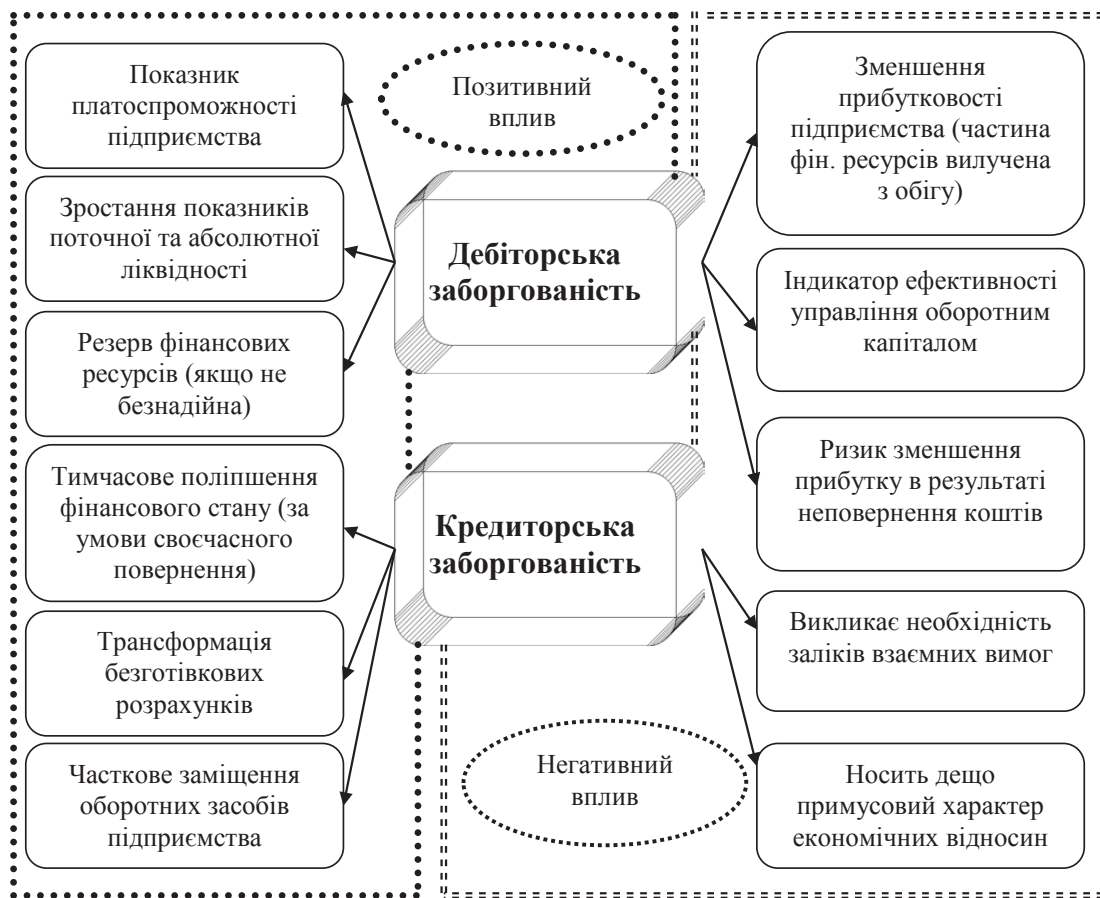 Показник
платоспроможності
підприємства
Зростання показників
поточної та абсолютної
ліквідності
Резерв фінансових
ресурсів (якщо не
безнадійна)
Тимчасове поліпшення
фінансового стану (за
умови своєчасного
повернення)
Трансформація
безготівкових
розрахунків
Часткове заміщення
оборотних засобів
підприємства
Позитивний
вплив
Дебіторська
заборгованість
Кредиторська
заборгованість
Негативний
вплив
Зменшення
прибутковості
підприємства (частина
фін. ресурсів вилучена
з обігу)
Індикатор ефективності
управління оборотним
капіталом
Ризик зменшення
прибутку в результаті
неповернення коштів
Викликає необхідність
заліків взаємних вимог
Носить дещо
примусовий характер
економічних відносин